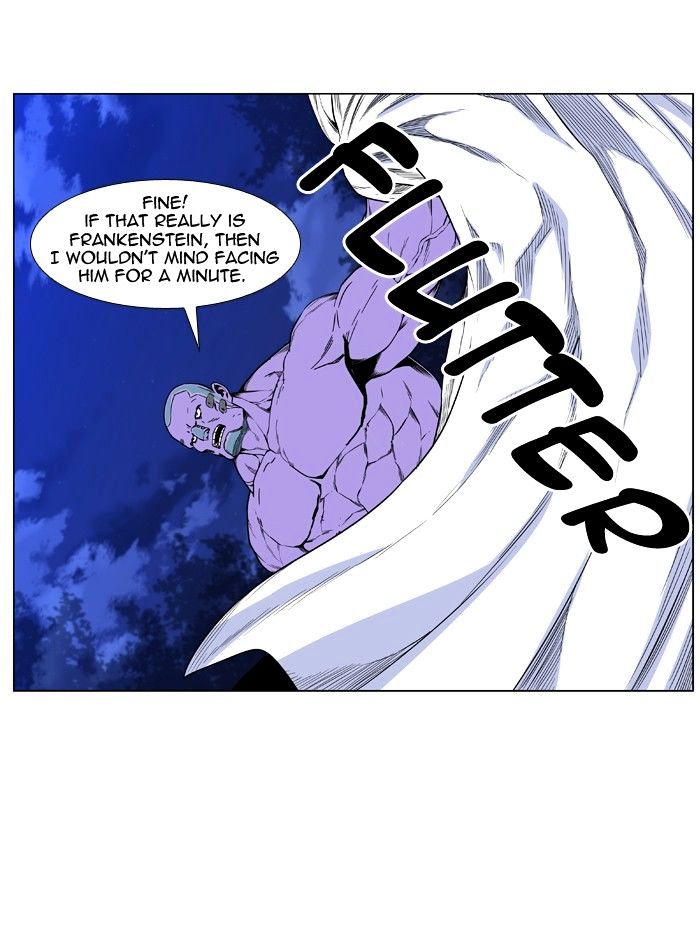 FINE!
IF THAT REALLY IS
FRANKENSTEIN, THEN
I WOULDN'T MIND FACING
HIM FOR A MINUTE.
FLUTTER